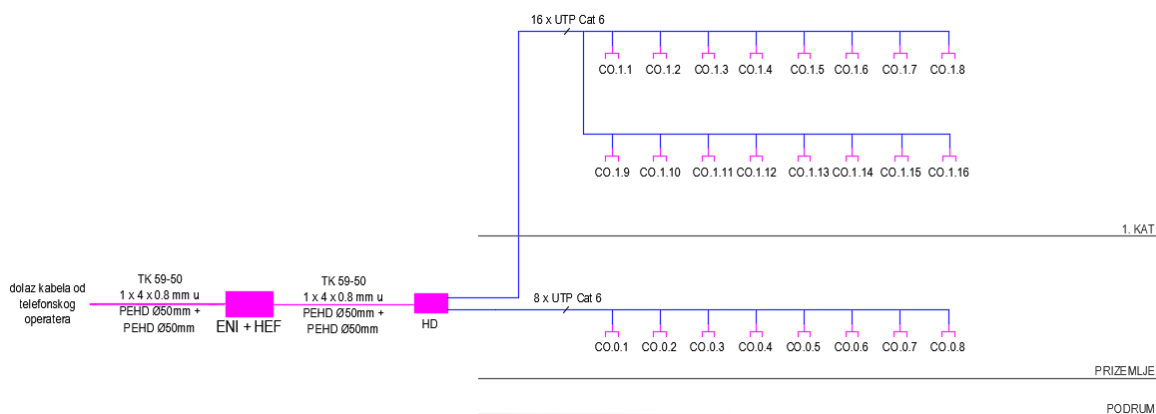 16 x UTP Cat 6
CO.1.1
CO.1.2
CO.1.3
CO.1.4
CO.1.5
CO.1.6
CO.1.7
CO.1.8
CO.1.9
CO.1.10
CO.1.11
CO.1.12
CO.1.13
CO.1.14
CO.1.15
CO.1.16
1. KAT
dolaz kabela od
telefonskog
operatera
TK 59-50
1 x 4 x 0.8 mm u
PEHD Ø50mm +
PEHD Ø50mm
ENI + HEF
TK 59-50
1 x 4 x 0.8 mm u
PEHD Ø50mm +
PEHD Ø50mm
HD
8 x UTP Cat 6
CO.0.1
CO.0.2
CO.0.3
CO.0.4
CO.0.5
CO.0.6
CO.0.7
CO.0.8
PRIZEMLJE
PODRUM